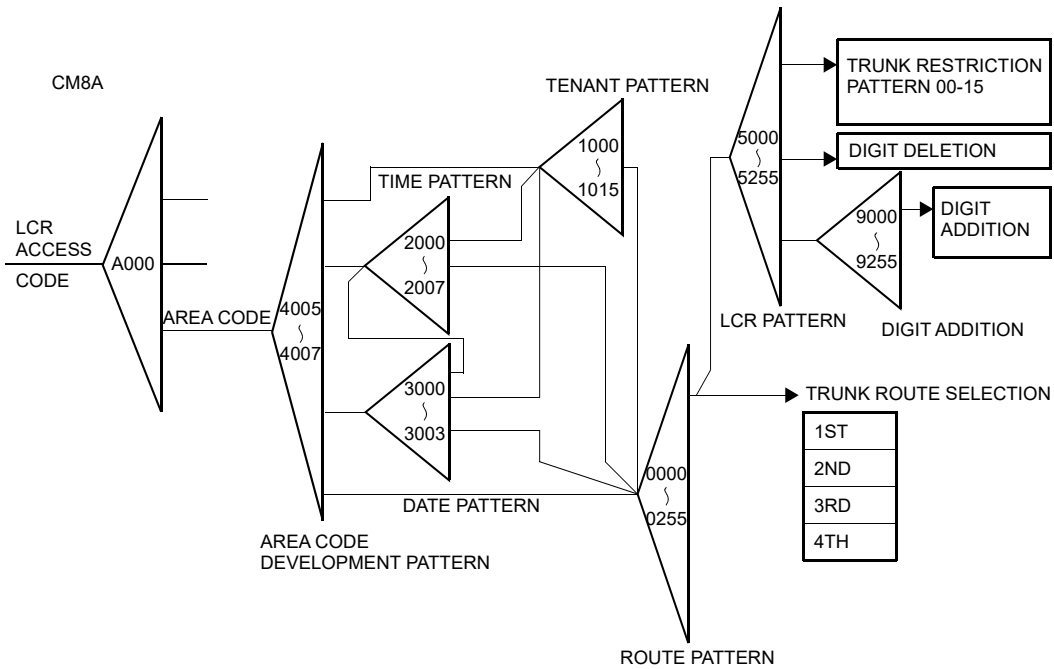 CM8A
LCR
ACCESS
CODE
A000
AREA CODE
4005
~
4007
AREA CODE
DEVELOPMENT PATTERN
TIME PATTERN
2000
~
2007
3000
~
3003
DATE PATTERN
TENANT PATTERN
1000
~
1015
0000
~
0255
ROUTE PATTERN
5000
~
5255
LCR PATTERN
TRUNK RESTRICTION
PATTERN 00-15
DIGIT DELETION
9000
~
9255
DIGIT
ADDITION
DIGIT ADDITION
TRUNK ROUTE SELECTION
1ST
2ND
3RD
4TH